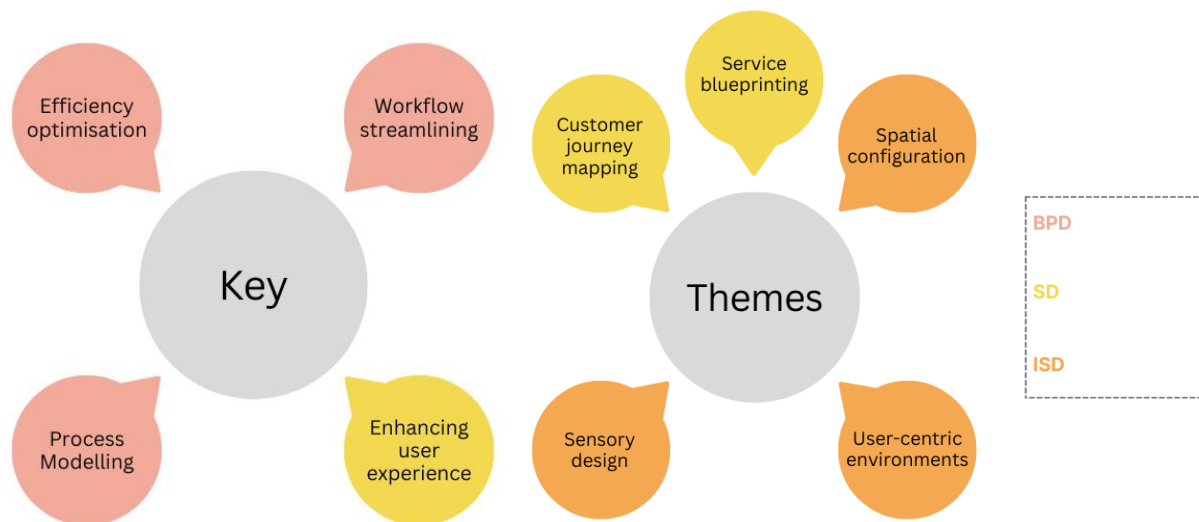 Efficiency
optimisation
Workflow
streamlining
Key
Process
Modelling
Enhancing
user
experience
Customer
journey
mapping
Service
blueprinting
Spatial
configuration
Themes
Sensory
design
User-centric
environments
BPD
SD
ISD